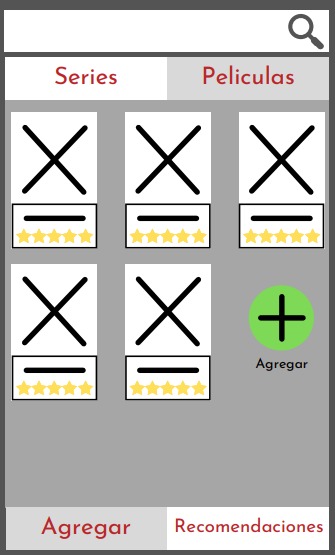 Series
Peliculas
Agregar
Agregar
Recomendaciones